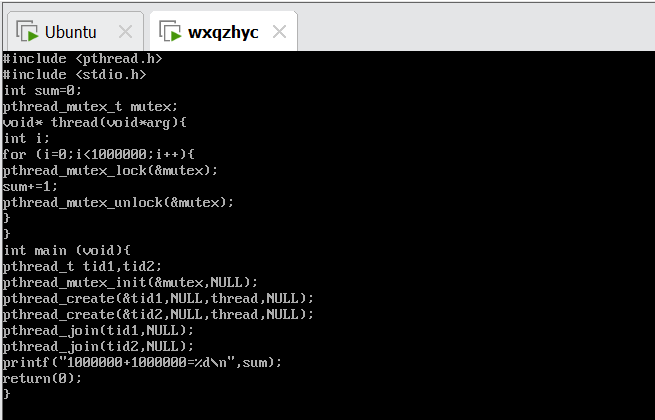 Ubuntu
wxqzhyc
#include <pthread.h>
#include <stdio.h>
int sum=0;
pthread_mutex_t mutex;
void* thread(void*arg){
int i;
for (i=0;i<1000000;i++){
pthread_mutex_lock(&mutex);
sum+=1;
pthread_mutex_unlock(&mutex);
}
}
int main (void){
pthread_t tid1,tid2;
pthread_mutex_init(&mutex,NULL);
pthread_create(&tid1,NULL,thread,NULL);
pthread_create(&tid2,NULL,thread,NULL);
pthread_join(tid1,NULL);
pthread_join(tid2,NULL);
printf("1000000+1000000=%d\n",sum);
return(0);
}